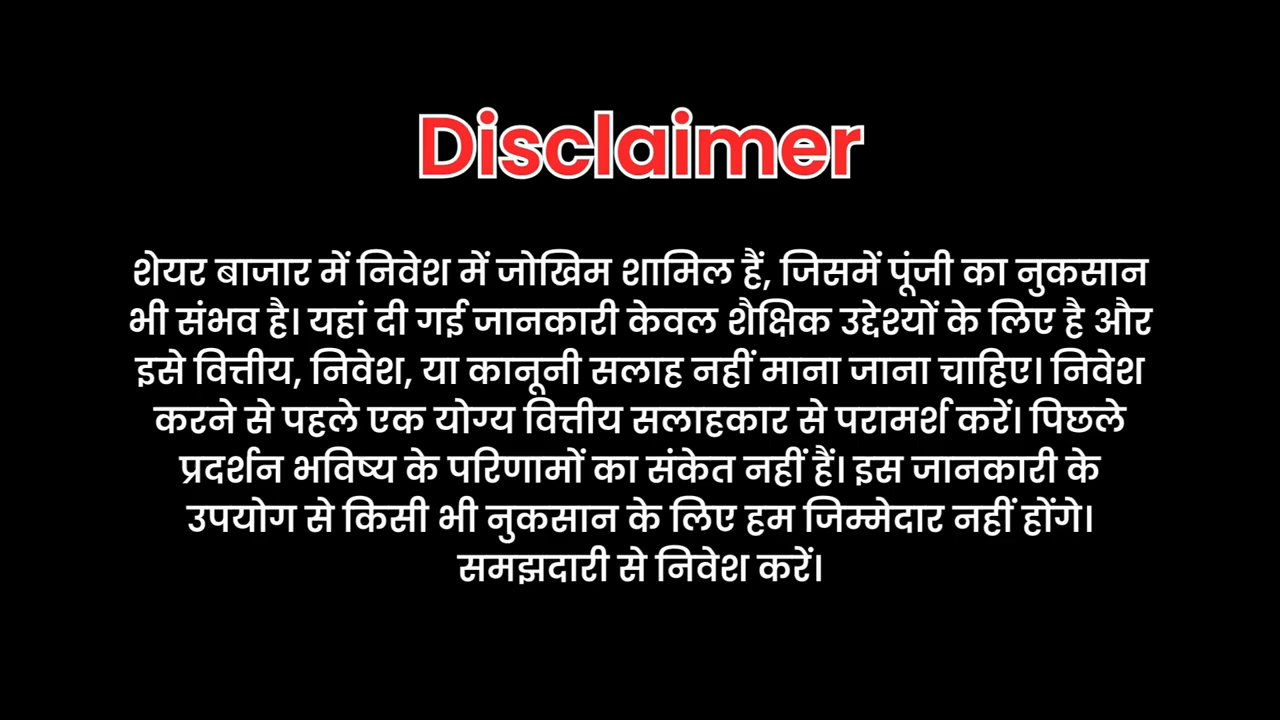 Disclaimer
शेयर बाजार में निवेश में जोखिम शामिल हैं, जिसमें पूंजी का नुकसान
भी संभव है। यहां दी गई जानकारी केवल शैक्षिक उद्देश्यों के लिए है और
इसे वित्तीय, निवेश, या कानूनी सलाह नहीं माना जाना चाहिए। निवेश
करने से पहले एक योग्य वित्तीय सलाहकार से परामर्श करें। पिछले
प्रदर्शन भविष्य के परिणामों का संकेत नहीं हैं। इस जानकारी के
उपयोग से किसी भी नुकसान के लिए हम जिम्मेदार नहीं होंगे।
समझदारी से निवेश करें।